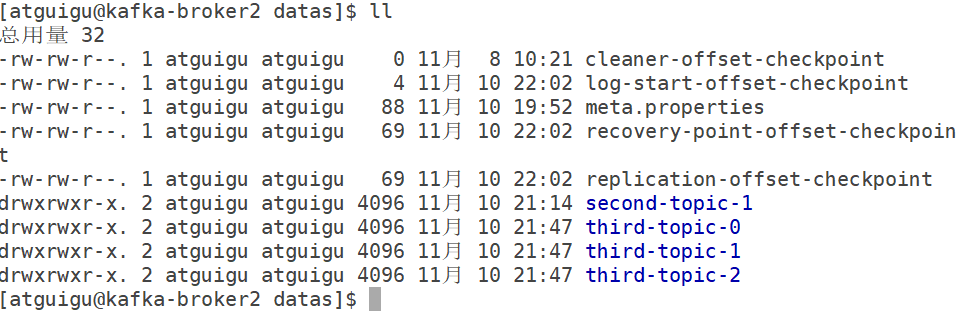 [atguigu@kafka-broker2 datas]$ ll
总用量 32
-rw-rw-r--. 1 atguigu atguigu    0 11月  8 10:21 cleaner-offset-checkpoint
-rw-rw-r--. 1 atguigu atguigu    4 11月 10 22:02 log-start-offset-checkpoint
-rw-rw-r--. 1 atguigu atguigu   88 11月 10 19:52 meta.properties
-rw-rw-r--. 1 atguigu atguigu   69 11月 10 22:02 recovery-point-offset-checkpoin
t
-rw-rw-r--. 1 atguigu atguigu   69 11月 10 22:02 replication-offset-checkpoint
drwxrwxr-x. 2 atguigu atguigu 4096 11月 10 21:14 second-topic-1
drwxrwxr-x. 2 atguigu atguigu 4096 11月 10 21:47 third-topic-0
drwxrwxr-x. 2 atguigu atguigu 4096 11月 10 21:47 third-topic-1
drwxrwxr-x. 2 atguigu atguigu 4096 11月 10 21:47 third-topic-2
[atguigu@kafka-broker2 datas]$